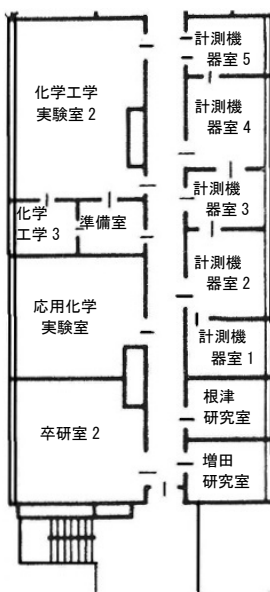 計測機
器室 5
化学工学
実験室 2
計測機
器室 4
計測機
器室 3
化学
工学 3
準備室
計測機
器室 2
応用化学
実験室
計測機
器室 1
根津
研究室
卒研室 2
増田
研究室